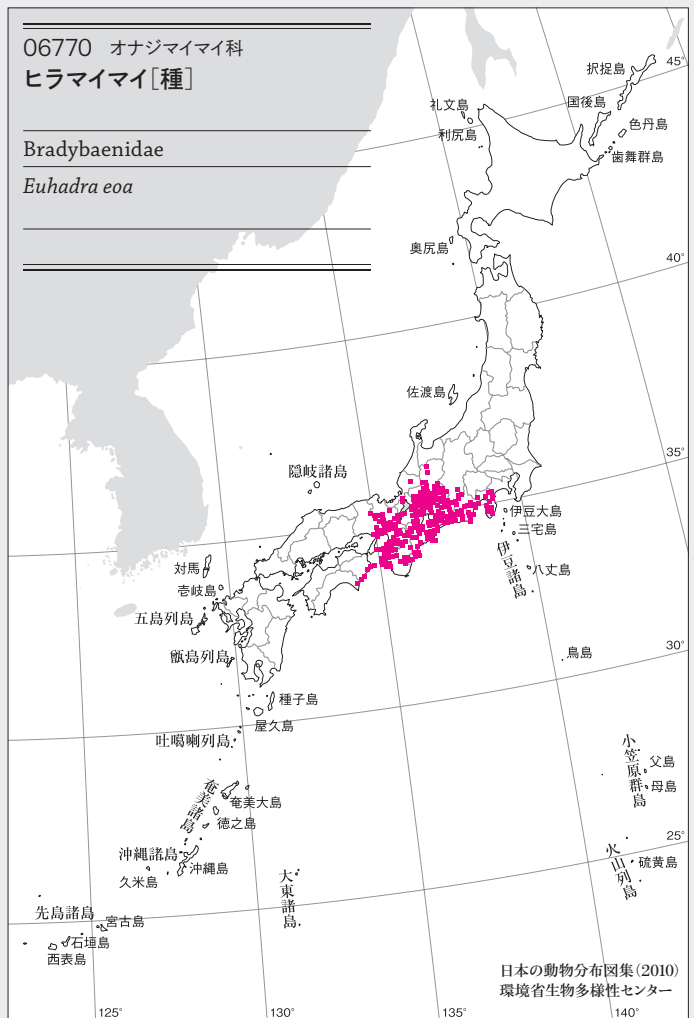 06770 オナジマイマイ科
ヒラマイマイ[種]
Bradybaenidae
Euhadra eoa
択捉島
45°
国後島
礼文島
色丹島
利尻島
歯舞群島
奥尻島
40°
佐渡島
35°
隠岐諸島
伊豆大島
三宅島
伊豆諸島
八丈島
対馬
壱岐島
五島列島
甑島列島
鳥島
30°
種子島
屋久島
吐噶喇列島
小笠原群島
父島
母島
奄美諸島
奄美大島
徳之島
25°
沖縄諸島
沖縄島
久米島
大東諸島
火山列島
硫黄島
先島諸島
宮古島
石垣島
西表島
日本の動物分布図集(2010)
環境省生物多様性センター
125°
130°
135°
140°